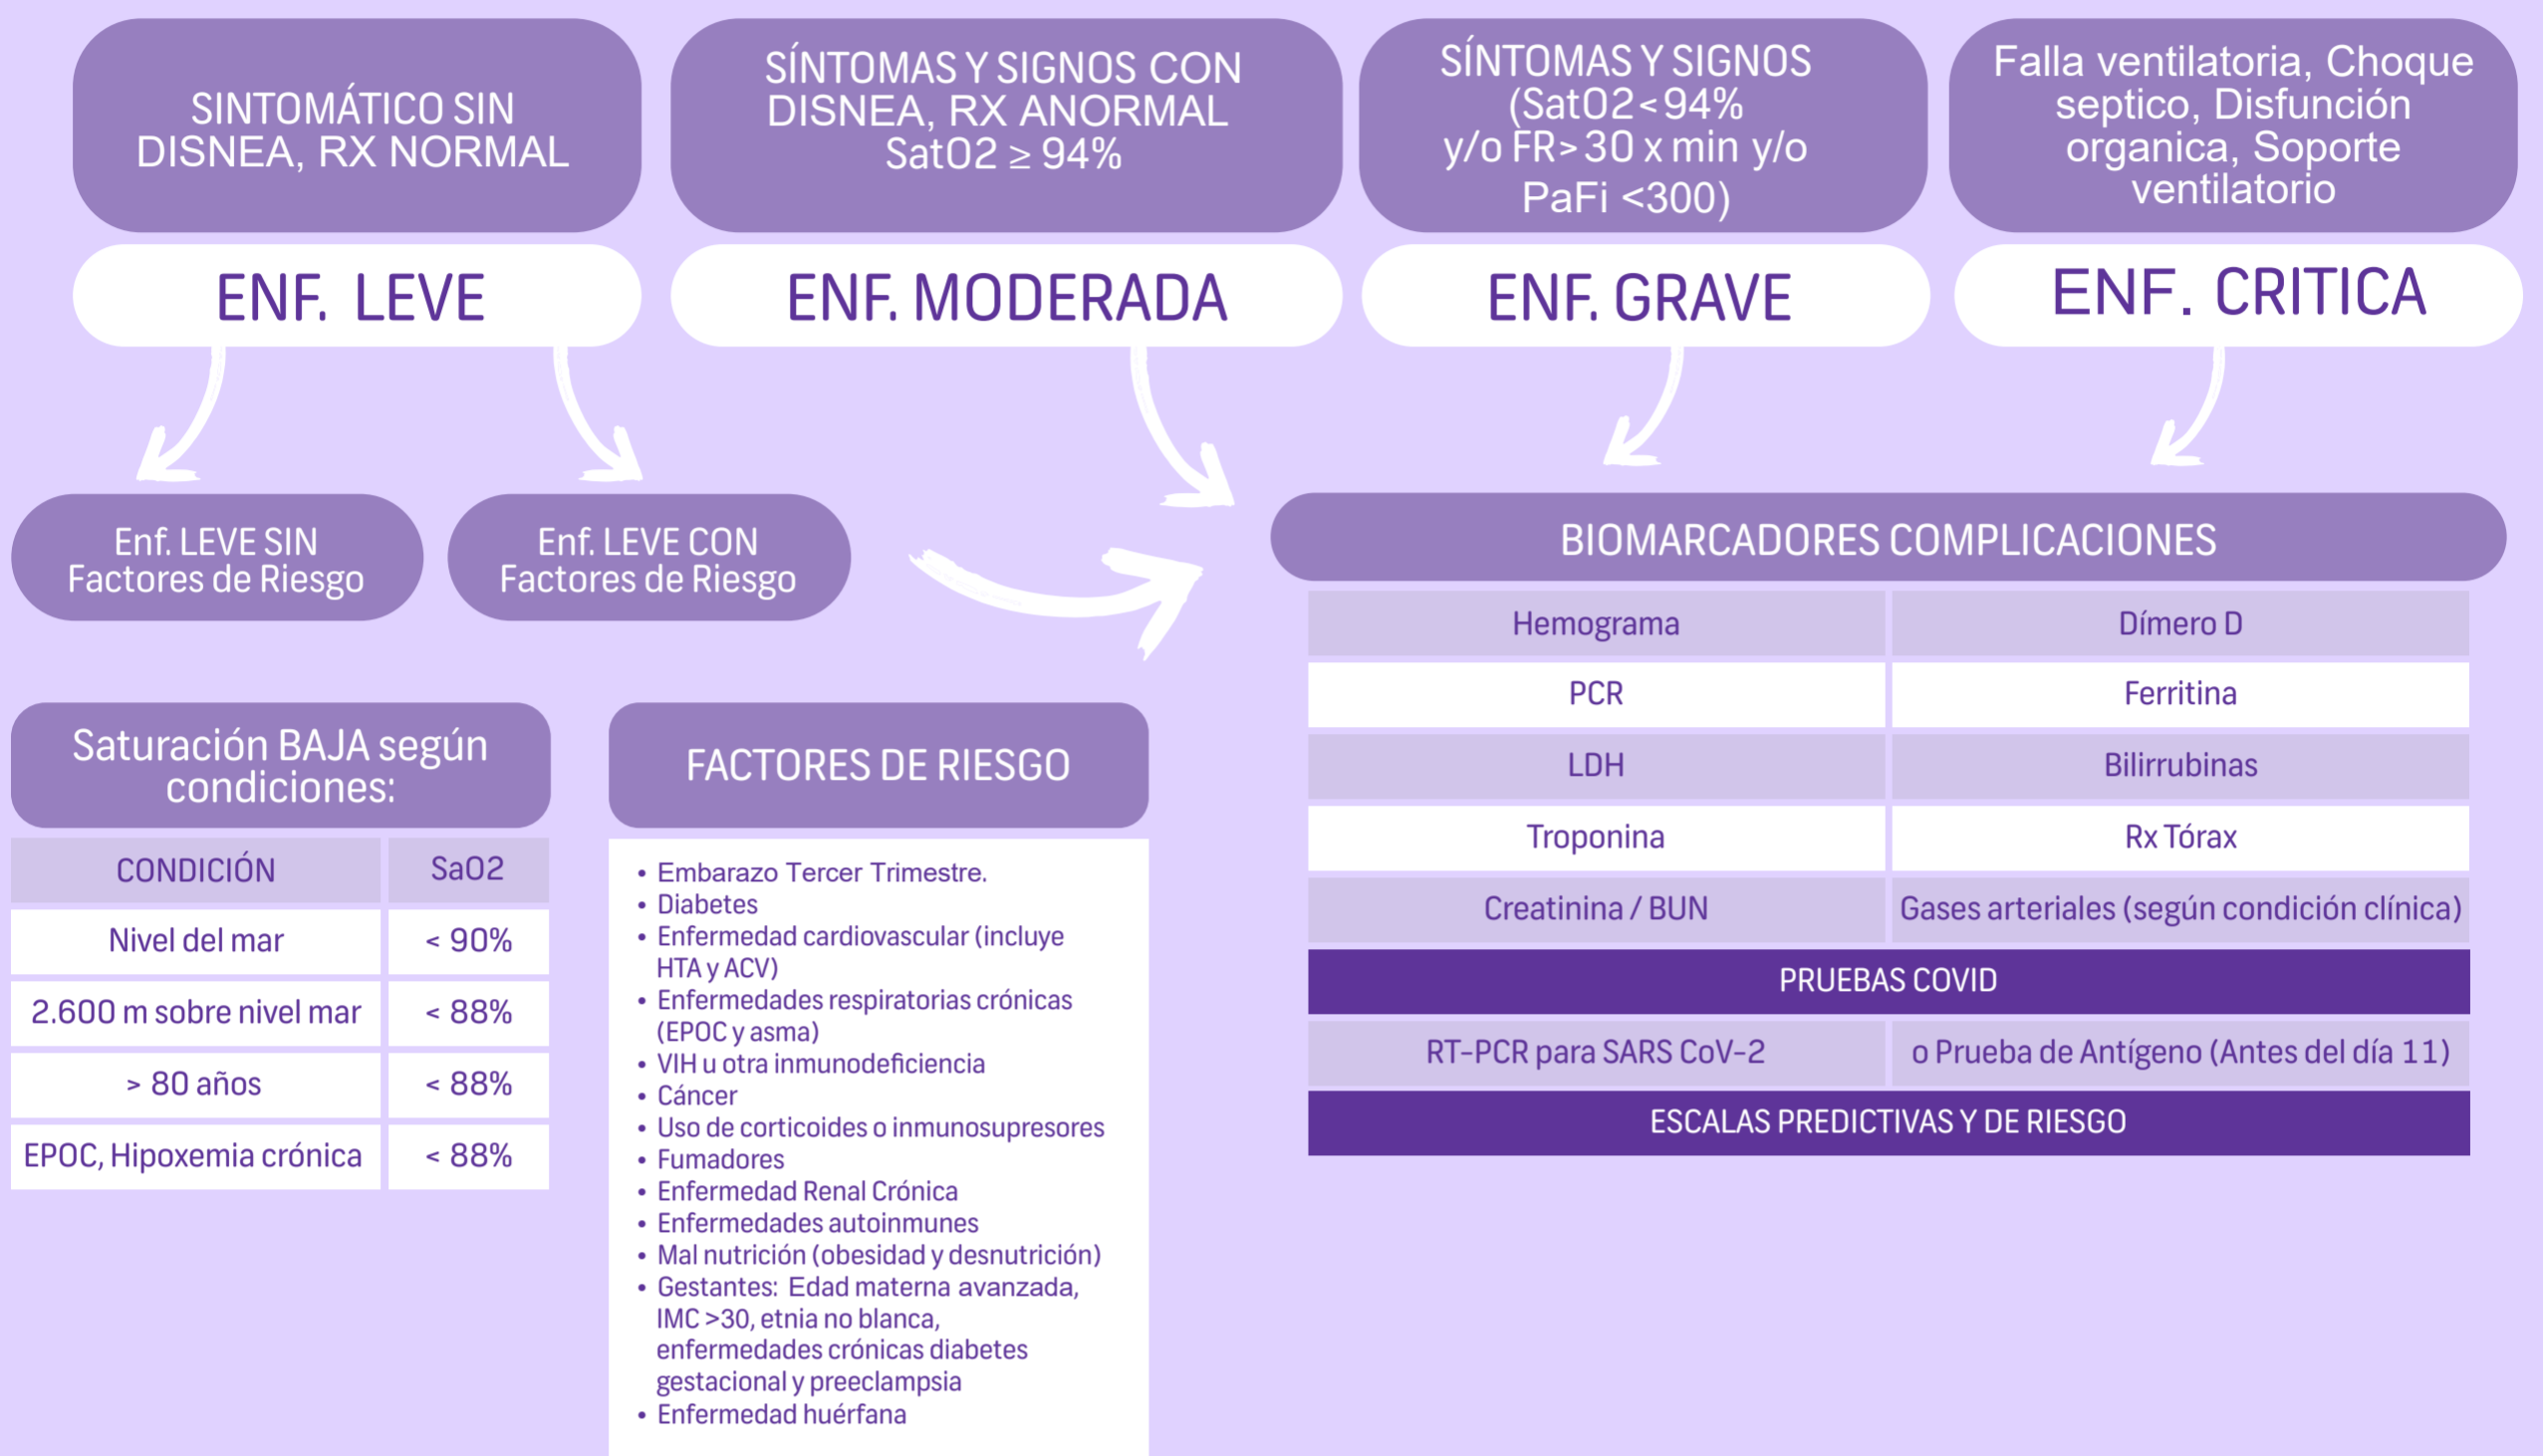 SINTOMÁTICO SIN
DISNEA, RX NORMAL
ENF. LEVE
SÍNTOMAS Y SIGNOS CON
DISNEA, RX ANORMAL
SatO2 ≥ 94%
ENF. MODERADA
SÍNTOMAS Y SIGNOS
(SatO2<94%
y/o FR>30 x min y/o
PaFi <300)
ENF. GRAVE
Falla ventilatoria, Choque
septico, Disfunción
organica, Soporte
ventilatorio
ENF. CRITICA
Enf. LEVE SIN
Factores de Riesgo
Enf. LEVE CON
Factores de Riesgo
Saturación BAJA según
condiciones:
CONDICIÓN SaO2
Nivel del mar < 90%
2.600 m sobre nivel mar < 88%
> 80 años < 88%
EPOC, Hipoxemia crónica < 88%
FACTORES DE RIESGO
• Embarazo Tercer Trimestre.
• Diabetes
• Enfermedad cardiovascular (incluye
HTA y ACV)
• Enfermedades respiratorias crónicas
(EPOC y asma)
• VIH u otra inmunodeficiencia
• Cáncer
• Uso de corticoides o inmunosupresores
• Fumadores
• Enfermedad Renal Crónica
• Enfermedades autoinmunes
• Mal nutrición (obesidad y desnutrición)
• Gestantes: Edad materna avanzada,
IMC >30, etnia no blanca,
enfermedades crónicas diabetes
gestacional y preeclampsia
• Enfermedad huérfana
BIOMARCADORES COMPLICACIONES
Hemograma Dímero D
PCR Ferritina
LDH Bilirrubinas
Troponina Rx Tórax
Creatinina / BUN Gases arteriales (según condición clínica)
PRUEBAS COVID
RT-PCR para SARS CoV-2 o Prueba de Antígeno (Antes del día 11)
ESCALAS PREDICTIVAS Y DE RIESGO